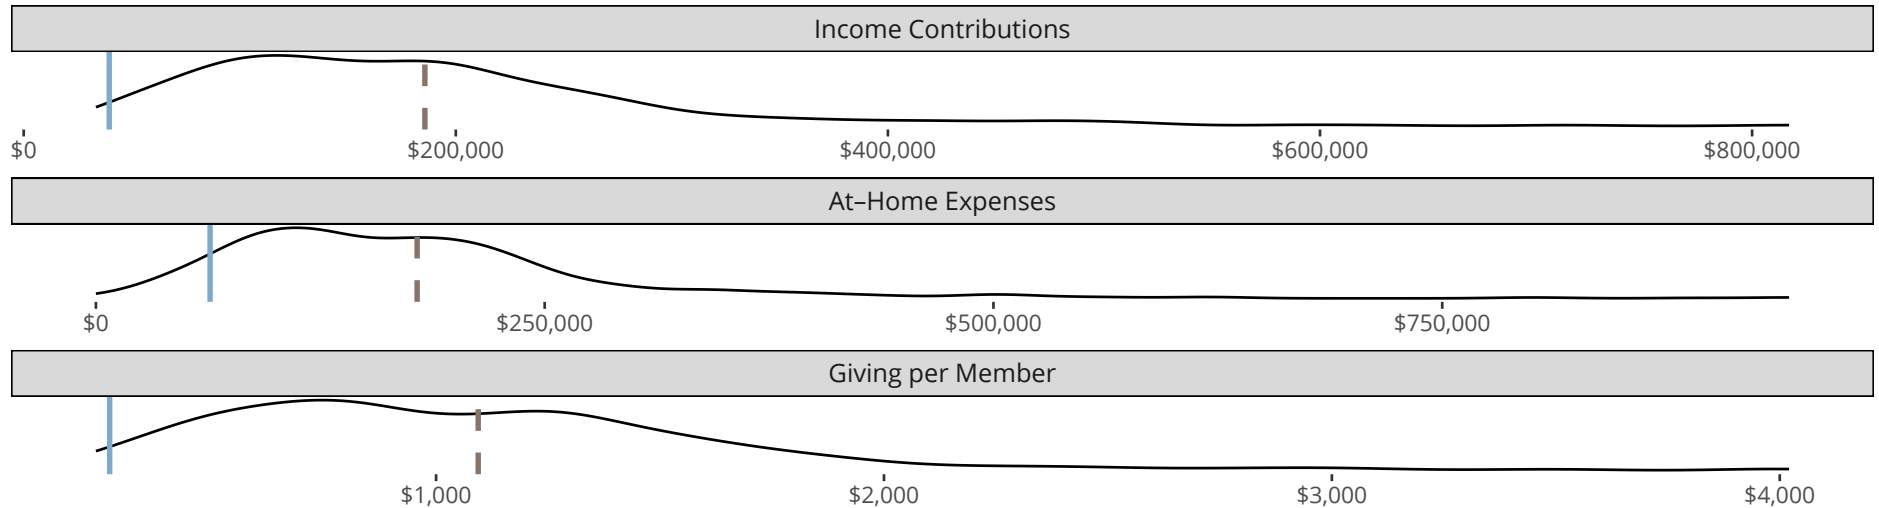 Income Contributions
$0 $200,000 $400,000 $600,000 $800,000
At–Home Expenses
$0 $250,000 $500,000 $750,000
Giving per Member
$1,000 $2,000 $3,000 $4,000